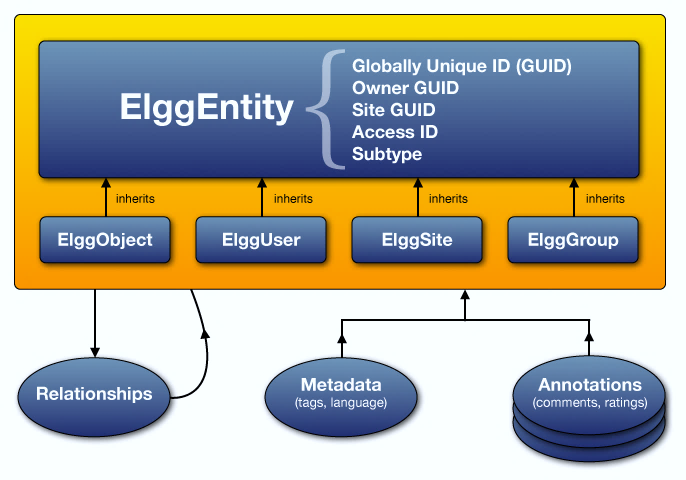 ElggEntity
Globally Unique ID (GUID)
Owner GUID
Site GUID
Access ID
Subtype
inherits
inherits
inherits
inherits
ElggObject
ElggUser
ElggSite
ElggGroup
Relationships
Metadata
(tags, language)
Annotations
(comments, ratings)